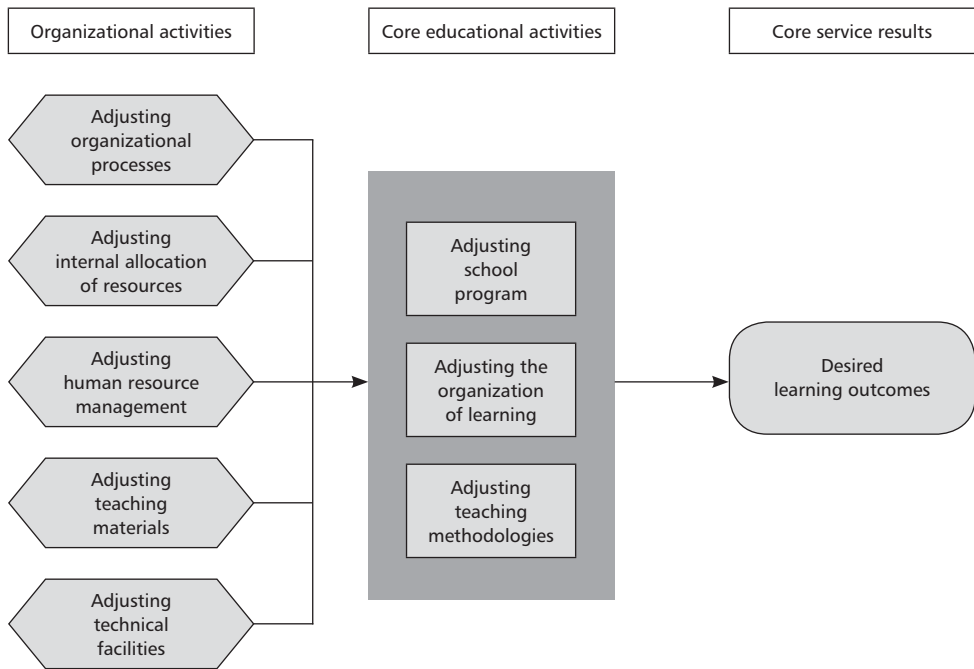 Organizational activities
Core educational activities
Core service results
Adjusting
organizational
processes
Adjusting
internal allocation
of resources
Adjusting
human resource
management
Adjusting
teaching
materials
Adjusting
technical
facilities
Adjusting
school
program
Adjusting the
organization
of learning
Adjusting
teaching
methodologies
Desired
learning outcomes